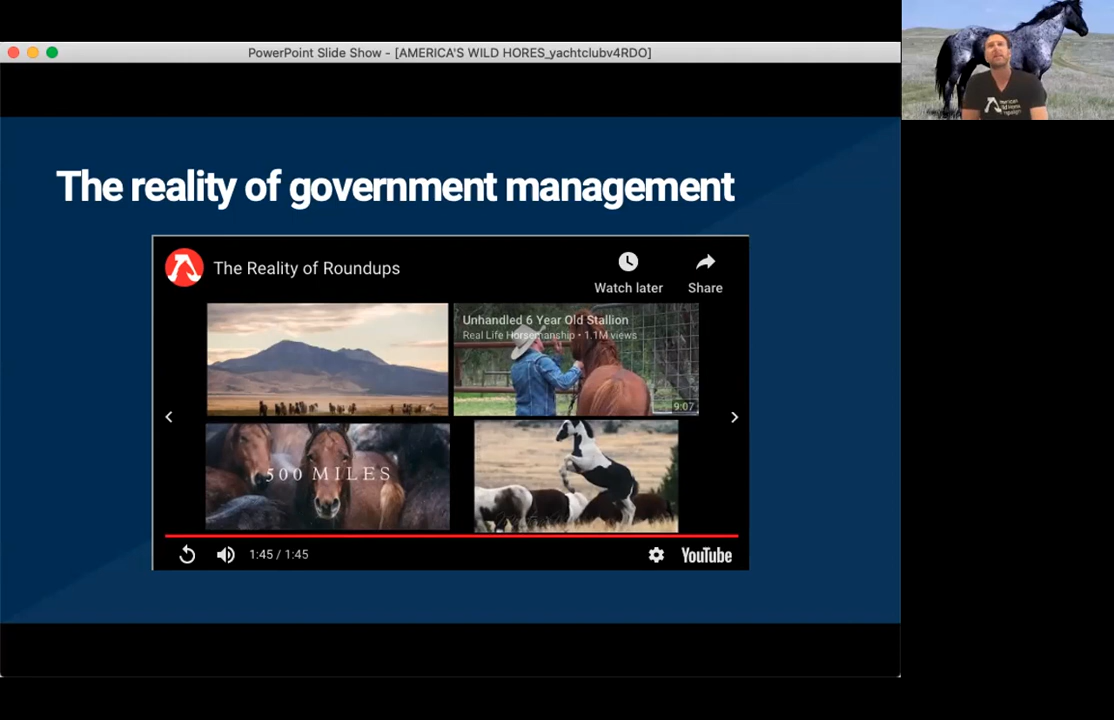 PowerPoint Slide Show - [AMERICA'S WILD HORES_yachtclubv4RDO]
The reality of government management
The Reality of Roundups
Watch later
Share
Unhandled 6 Year Old Stallion
Real Life Horsemanship • 1.1M views
9:07
500 MILES
1:45 / 1:45
YouTube